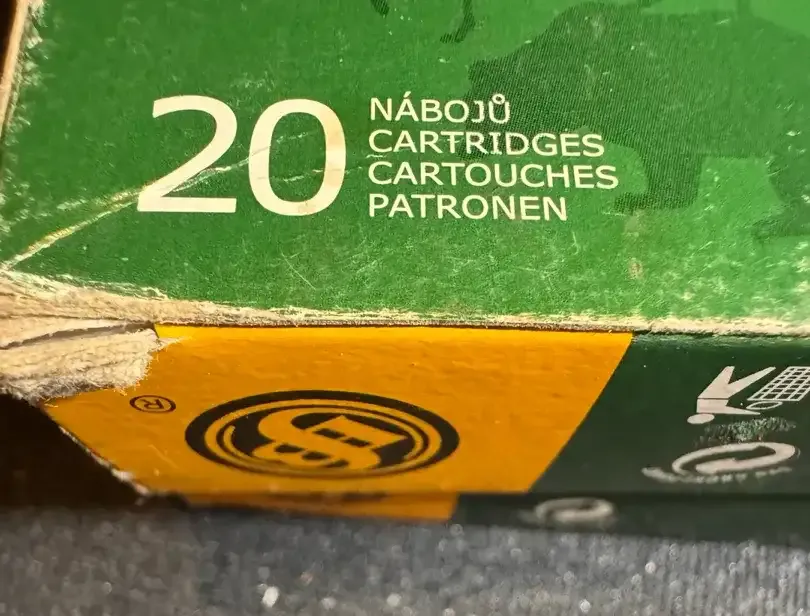 20
NÁBOJŮ
CARTRIDGES
CARTOUCHES
PATRONEN
®